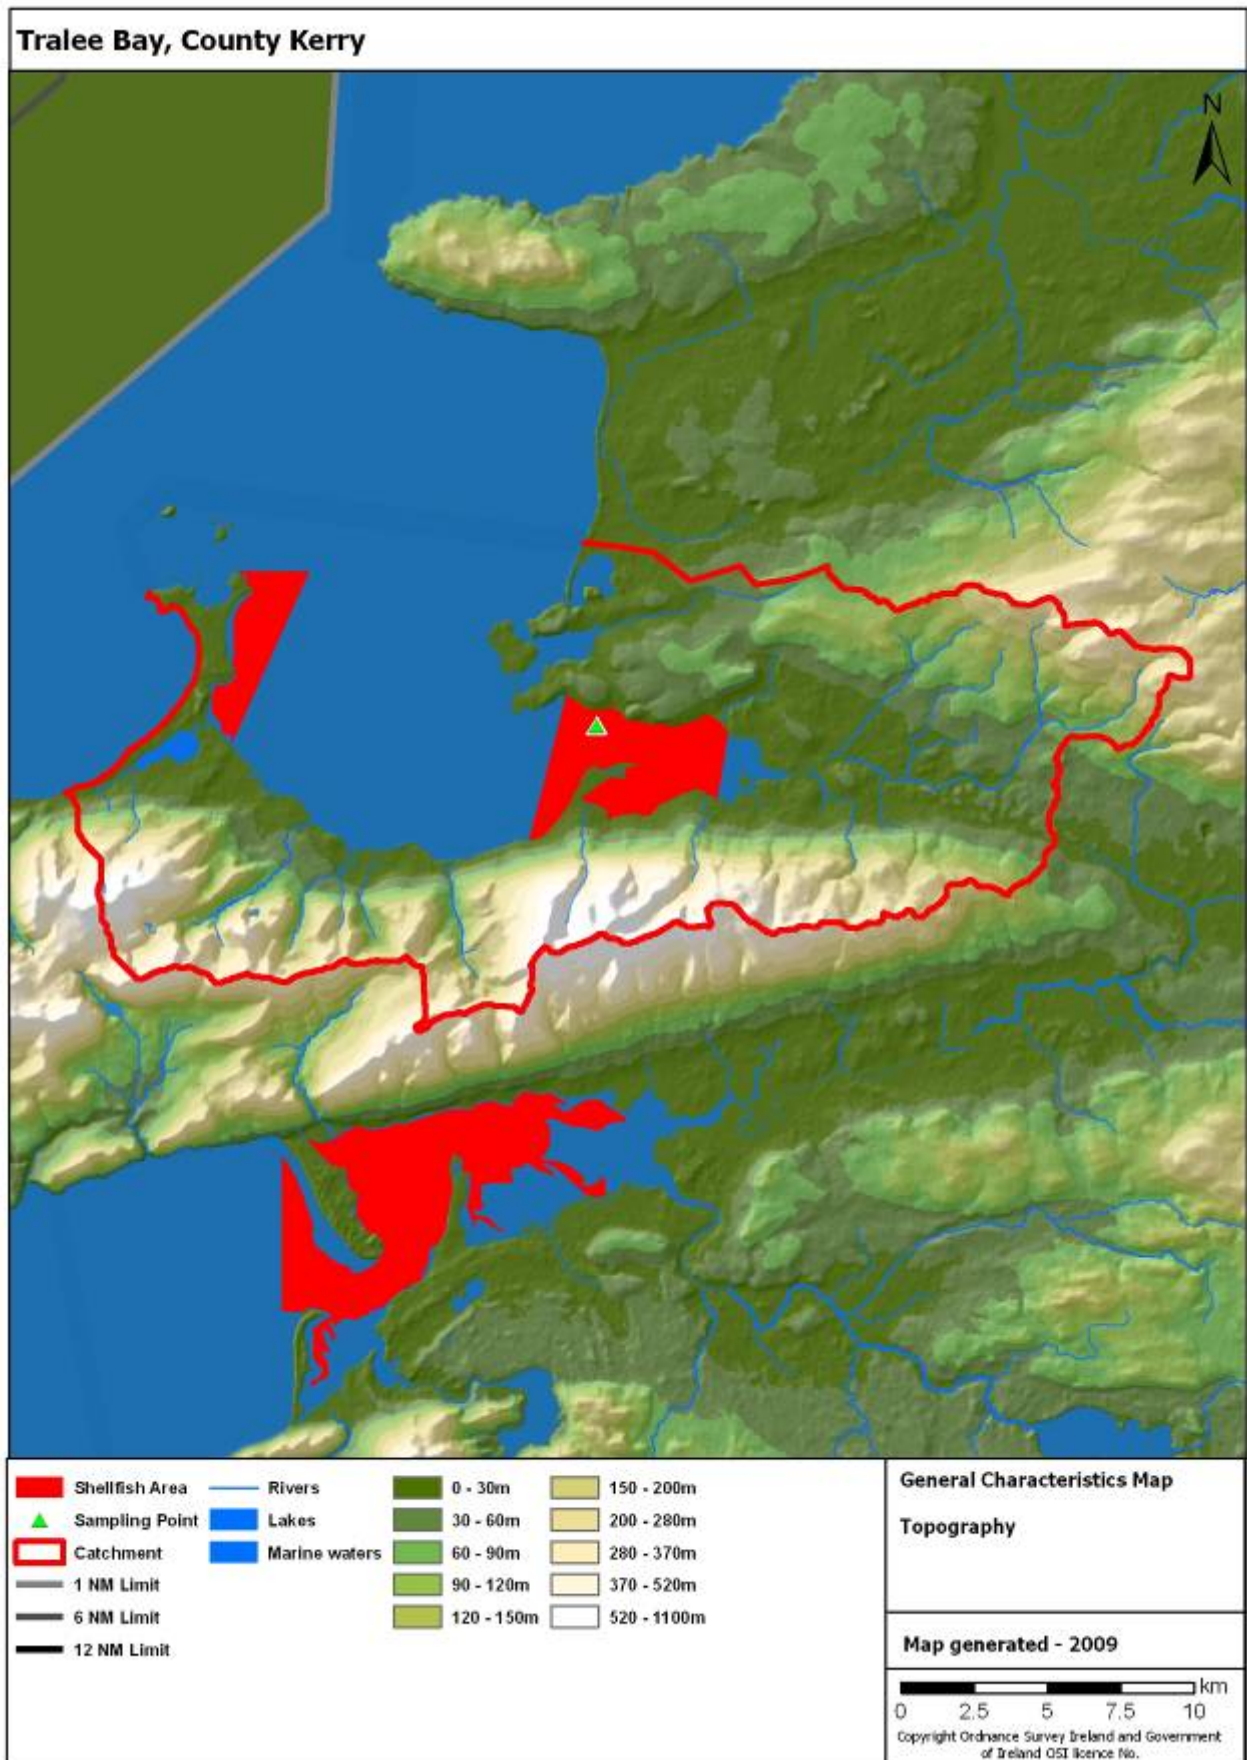 Tralee Bay, County Kerry
N
Shellfish Area
Sampling Point
Catchment
1 NM Limit
6 NM Limit
12 NM Limit
Rivers
Lakes
Marine waters
0 - 30m
30 - 60m
60 - 90m
90 - 120m
120 - 150m
150 - 200m
200 - 280m
280 - 370m
370 - 520m
520 - 1100m
General Characteristics Map
Topography
Map generated - 2009
km
0 2.5 5 7.5 10
Copyright Ordnance Survey Ireland and Government
of Ireland OSI licence No.